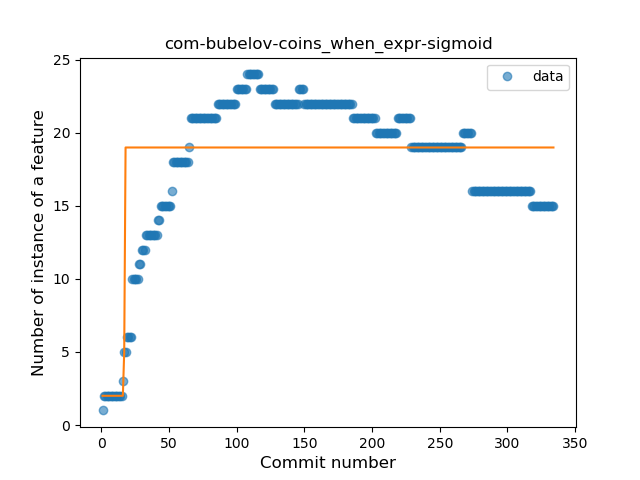 com-bubelov-coins_when_expr-sigmoid
data
Number of instance of a feature
25
20
15
10
5
0
0 50 100 150 200 250 300 350
Commit number